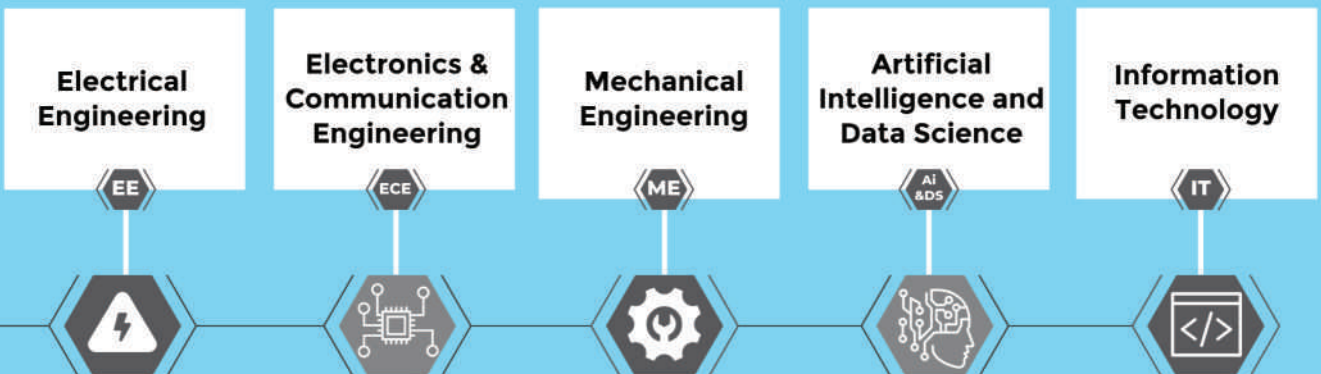 Electrical
Engineering
EE
Electronics &
Communication
Engineering
ECE
Mechanical
Engineering
ME
Artificial
Intelligence and
Data Science
Ai
&DS
Information
Technology
IT
</>